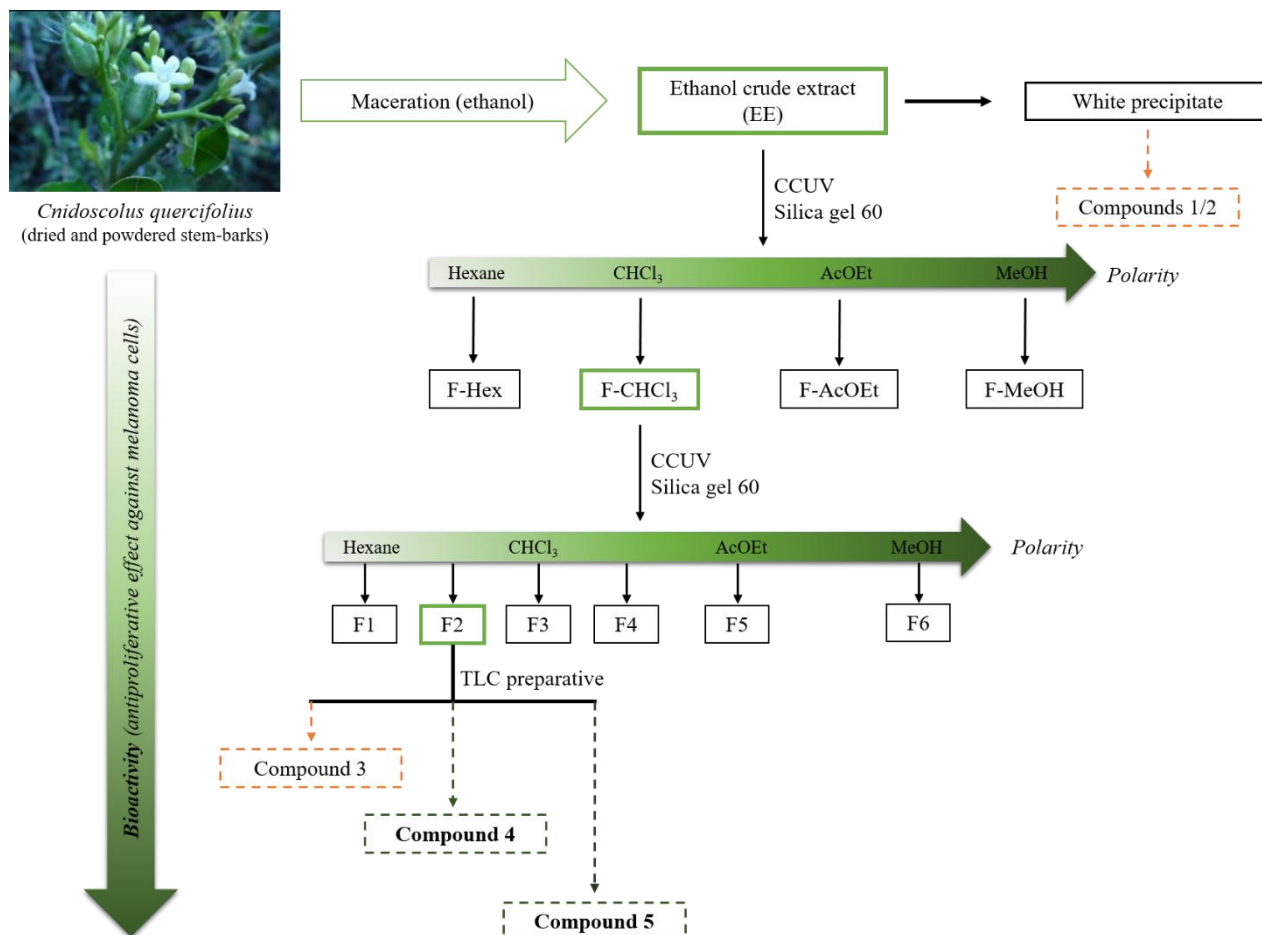 Maceration (ethanol)
Ethanol crude extract
(EE)
White precipitate
Cnidoscolus quercifolius
(dried and powdered stem-barks)
CCUV
Silica gel 60
Compounds 1/2
Hexane CHCl₃ AcOEt MeOH Polarity
F-Hex F-CHCl₃ F-AcOEt F-MeOH
CCUV
Silica gel 60
Hexane CHCl₃ AcOEt MeOH Polarity
F1 F2 F3 F4 F5 F6
TLC preparative
Compound 3
Compound 4
Compound 5
Bioactivity (antiproliferative effect against melanoma cells)